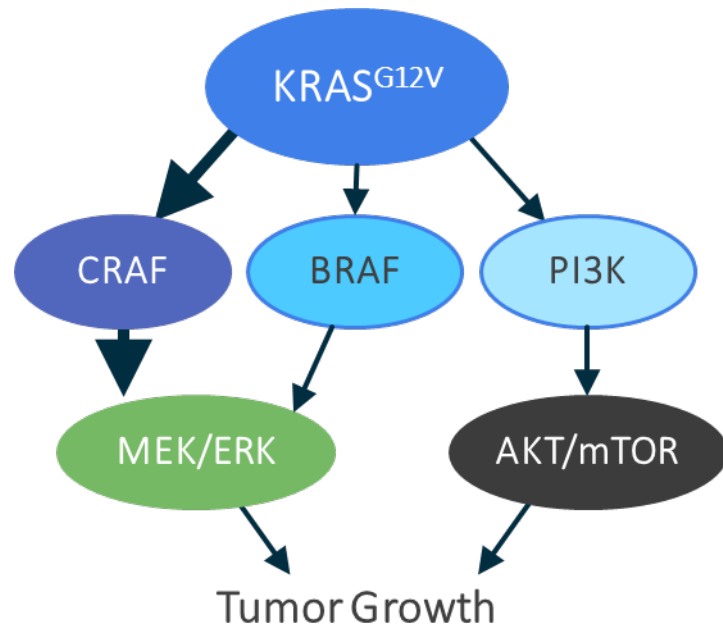 KRASG12V
CRAF
BRAF
PI3K
MEK/ERK
AKT/mTOR
Tumor Growth